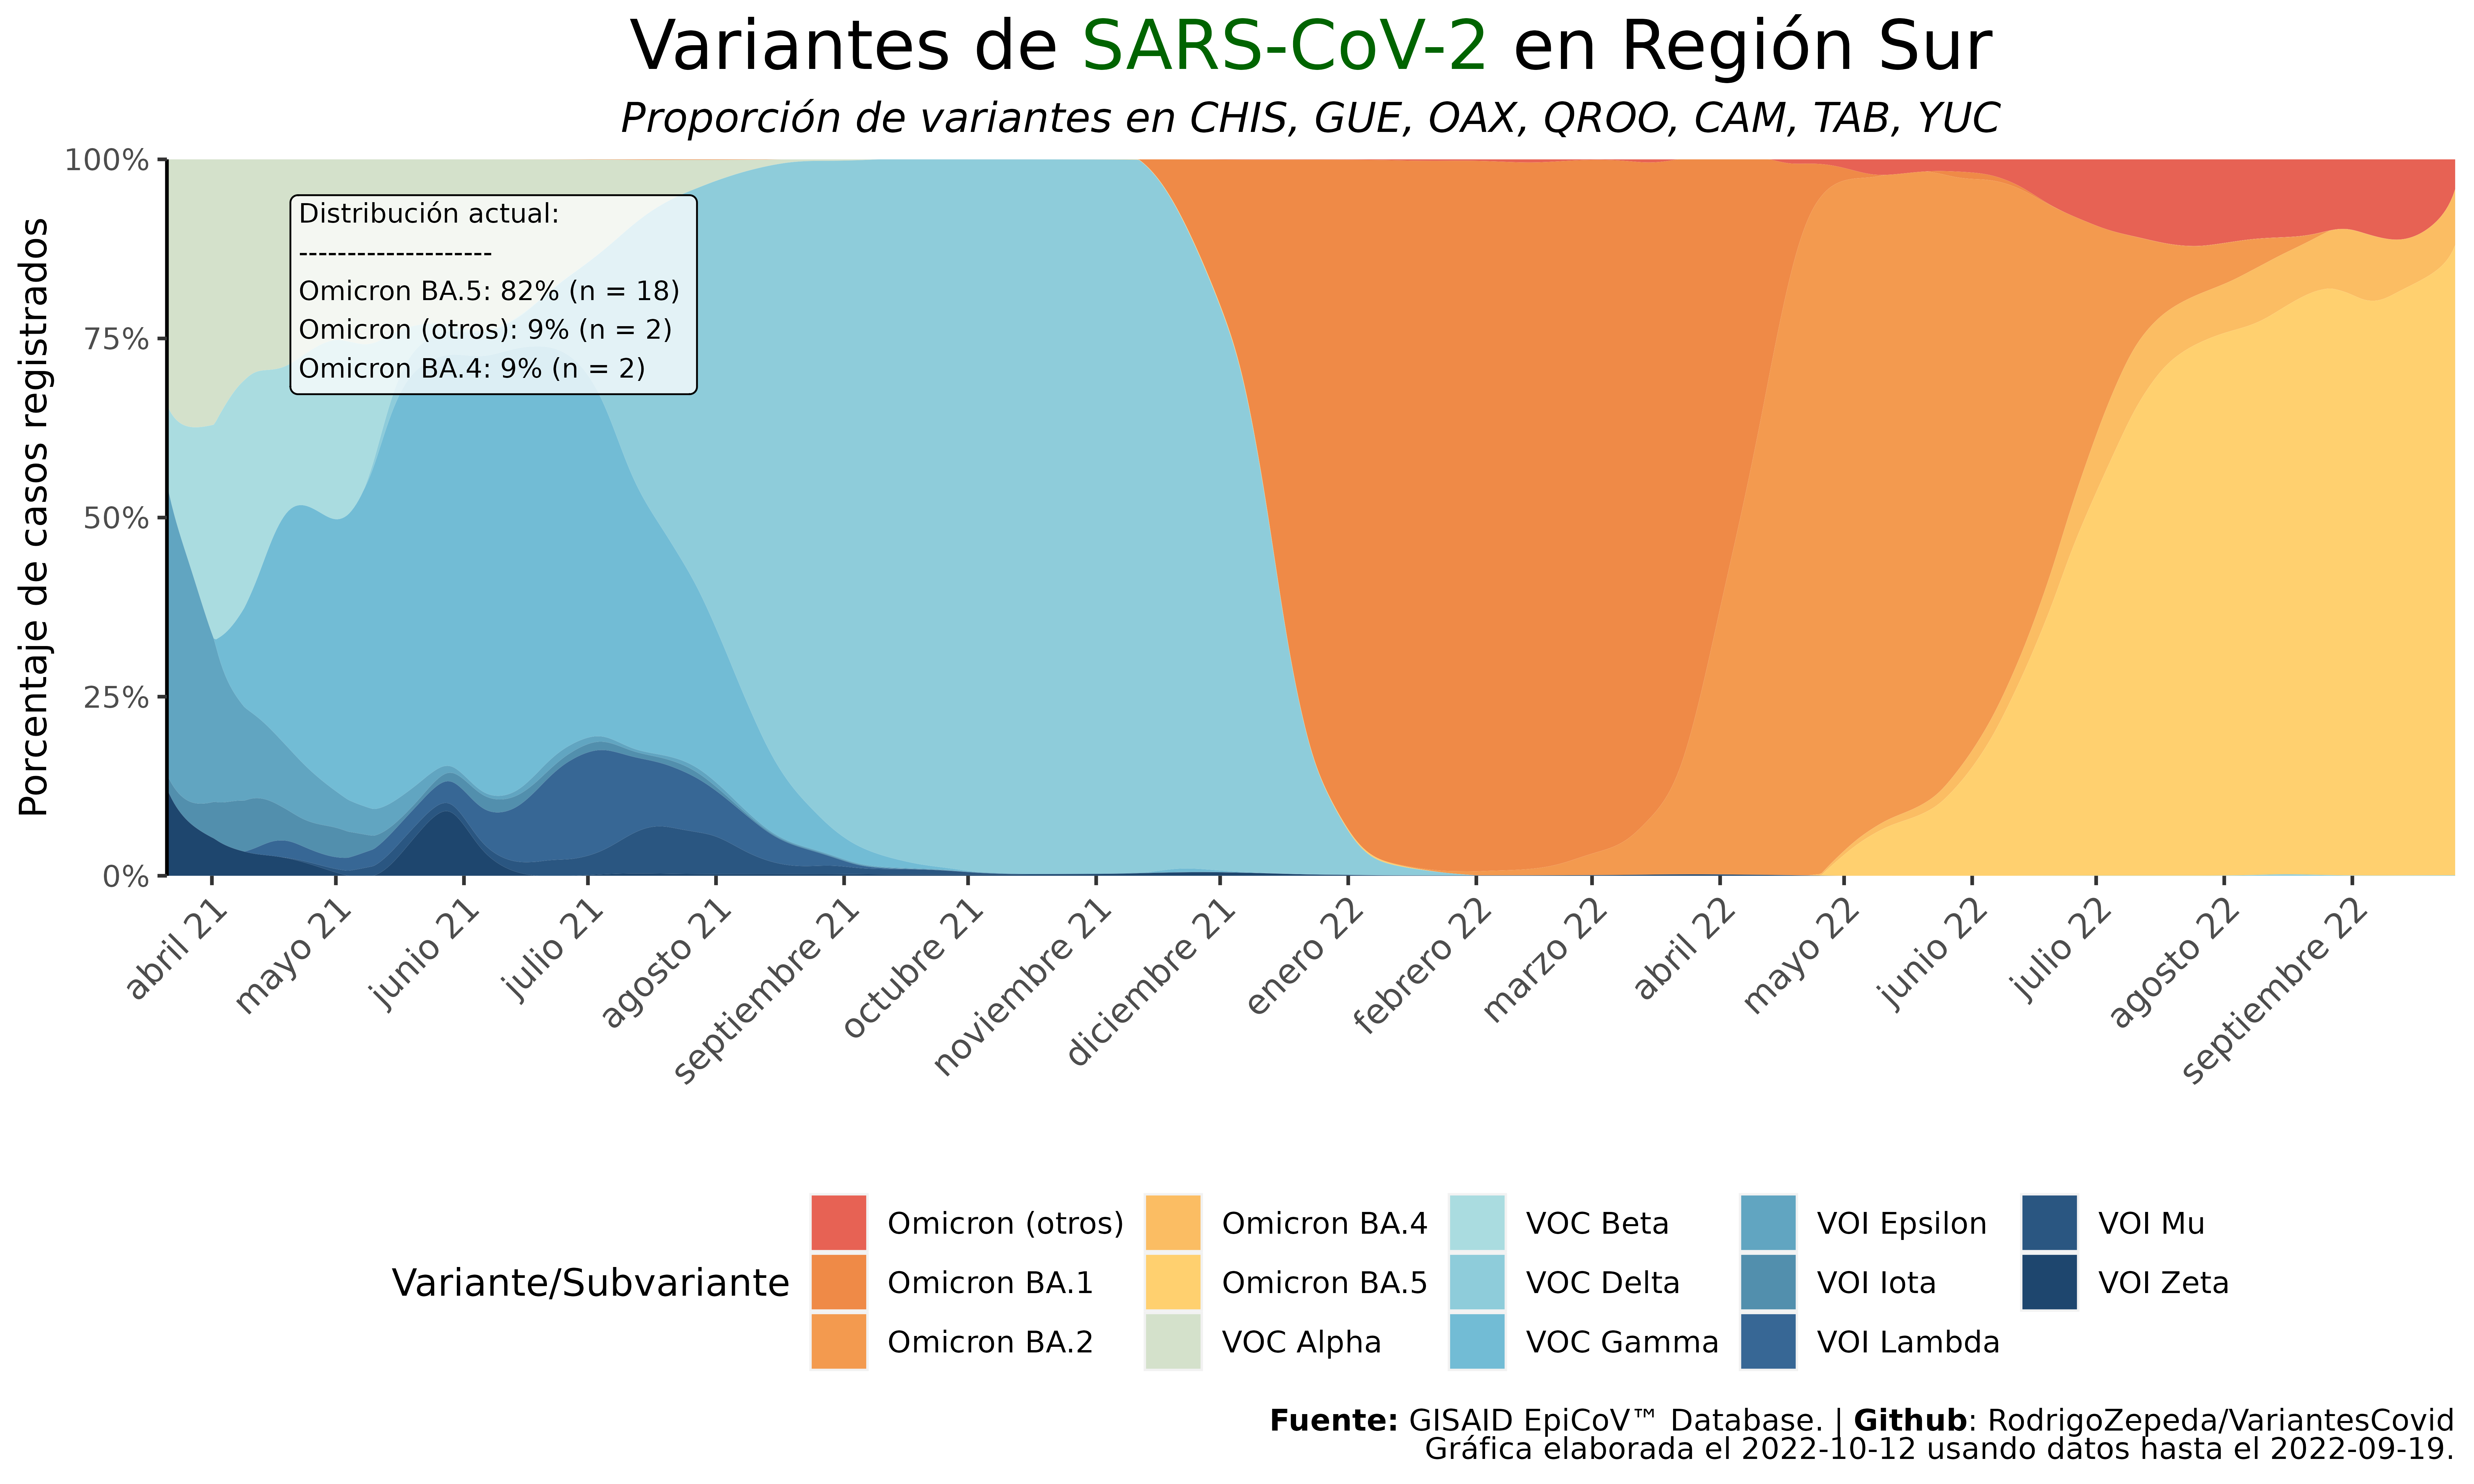 Variantes de SARS-CoV-2 en Región Sur
Proporción de variantes en CHIS, GUE, OAX, QROO, CAM, TAB, YUC
Porcentaje de casos registrados
100%
75%
50%
25%
0%
Distribución actual:
--------------------
Omicron BA.5: 82% (n = 18)
Omicron (otros): 9% (n = 2)
Omicron BA.4: 9% (n = 2)
abril 21
mayo 21
junio 21
julio 21
agosto 21
septiembre 21
octubre 21
noviembre 21
diciembre 21
enero 22
febrero 22
marzo 22
abril 22
mayo 22
junio 22
julio 22
agosto 22
septiembre 22
Variante/Subvariante
Omicron (otros)
Omicron BA.1
Omicron BA.2
Omicron BA.4
Omicron BA.5
VOC Alpha
VOC Beta
VOC Delta
VOC Gamma
VOI Epsilon
VOI Iota
VOI Lambda
VOI Mu
VOI Zeta
Fuente: GISAID EpiCoV™ Database. | Github: RodrigoZepeda/VariantesCovid
Gráfica elaborada el 2022-10-12 usando datos hasta el 2022-09-19.